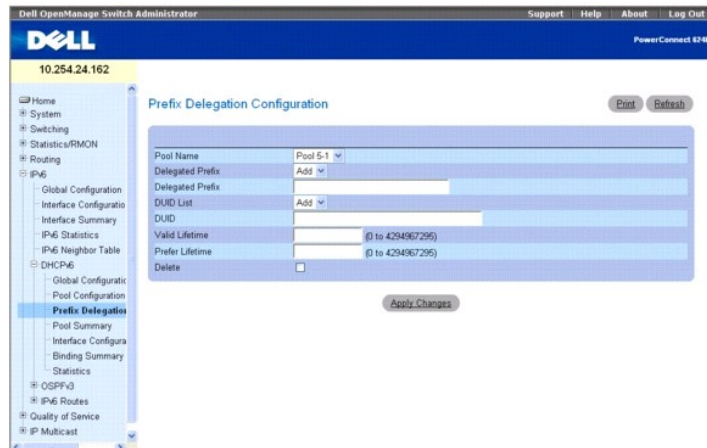 Dell OpenManage Switch Administrator
Support Help About Log Out
DELL
PowerConnect 624
10.254.24.162
Home
System
Switching
Statistics/RMON
Routing
IPv6
Global Configuration
Interface Configuratio
Interface Summary
IPv6 Statistics
IPv6 Neighbor Table
DHCPv6
Global Configuratic
Pool Configuration
Prefix Delegation
Pool Summary
Interface Configura
Binding Summary
Statistics
OSPFv3
IPv6 Routes
Quality of Service
IP Multicast
Prefix Delegation Configuration
Print Refresh
Pool Name Pool 5-1
Delegated Prefix Add
Delegated Prefix
DUID List Add
DUID
Valid Lifetime (0 to 4294967295)
Prefer Lifetime (0 to 4294967295)
Delete
Apply Changes